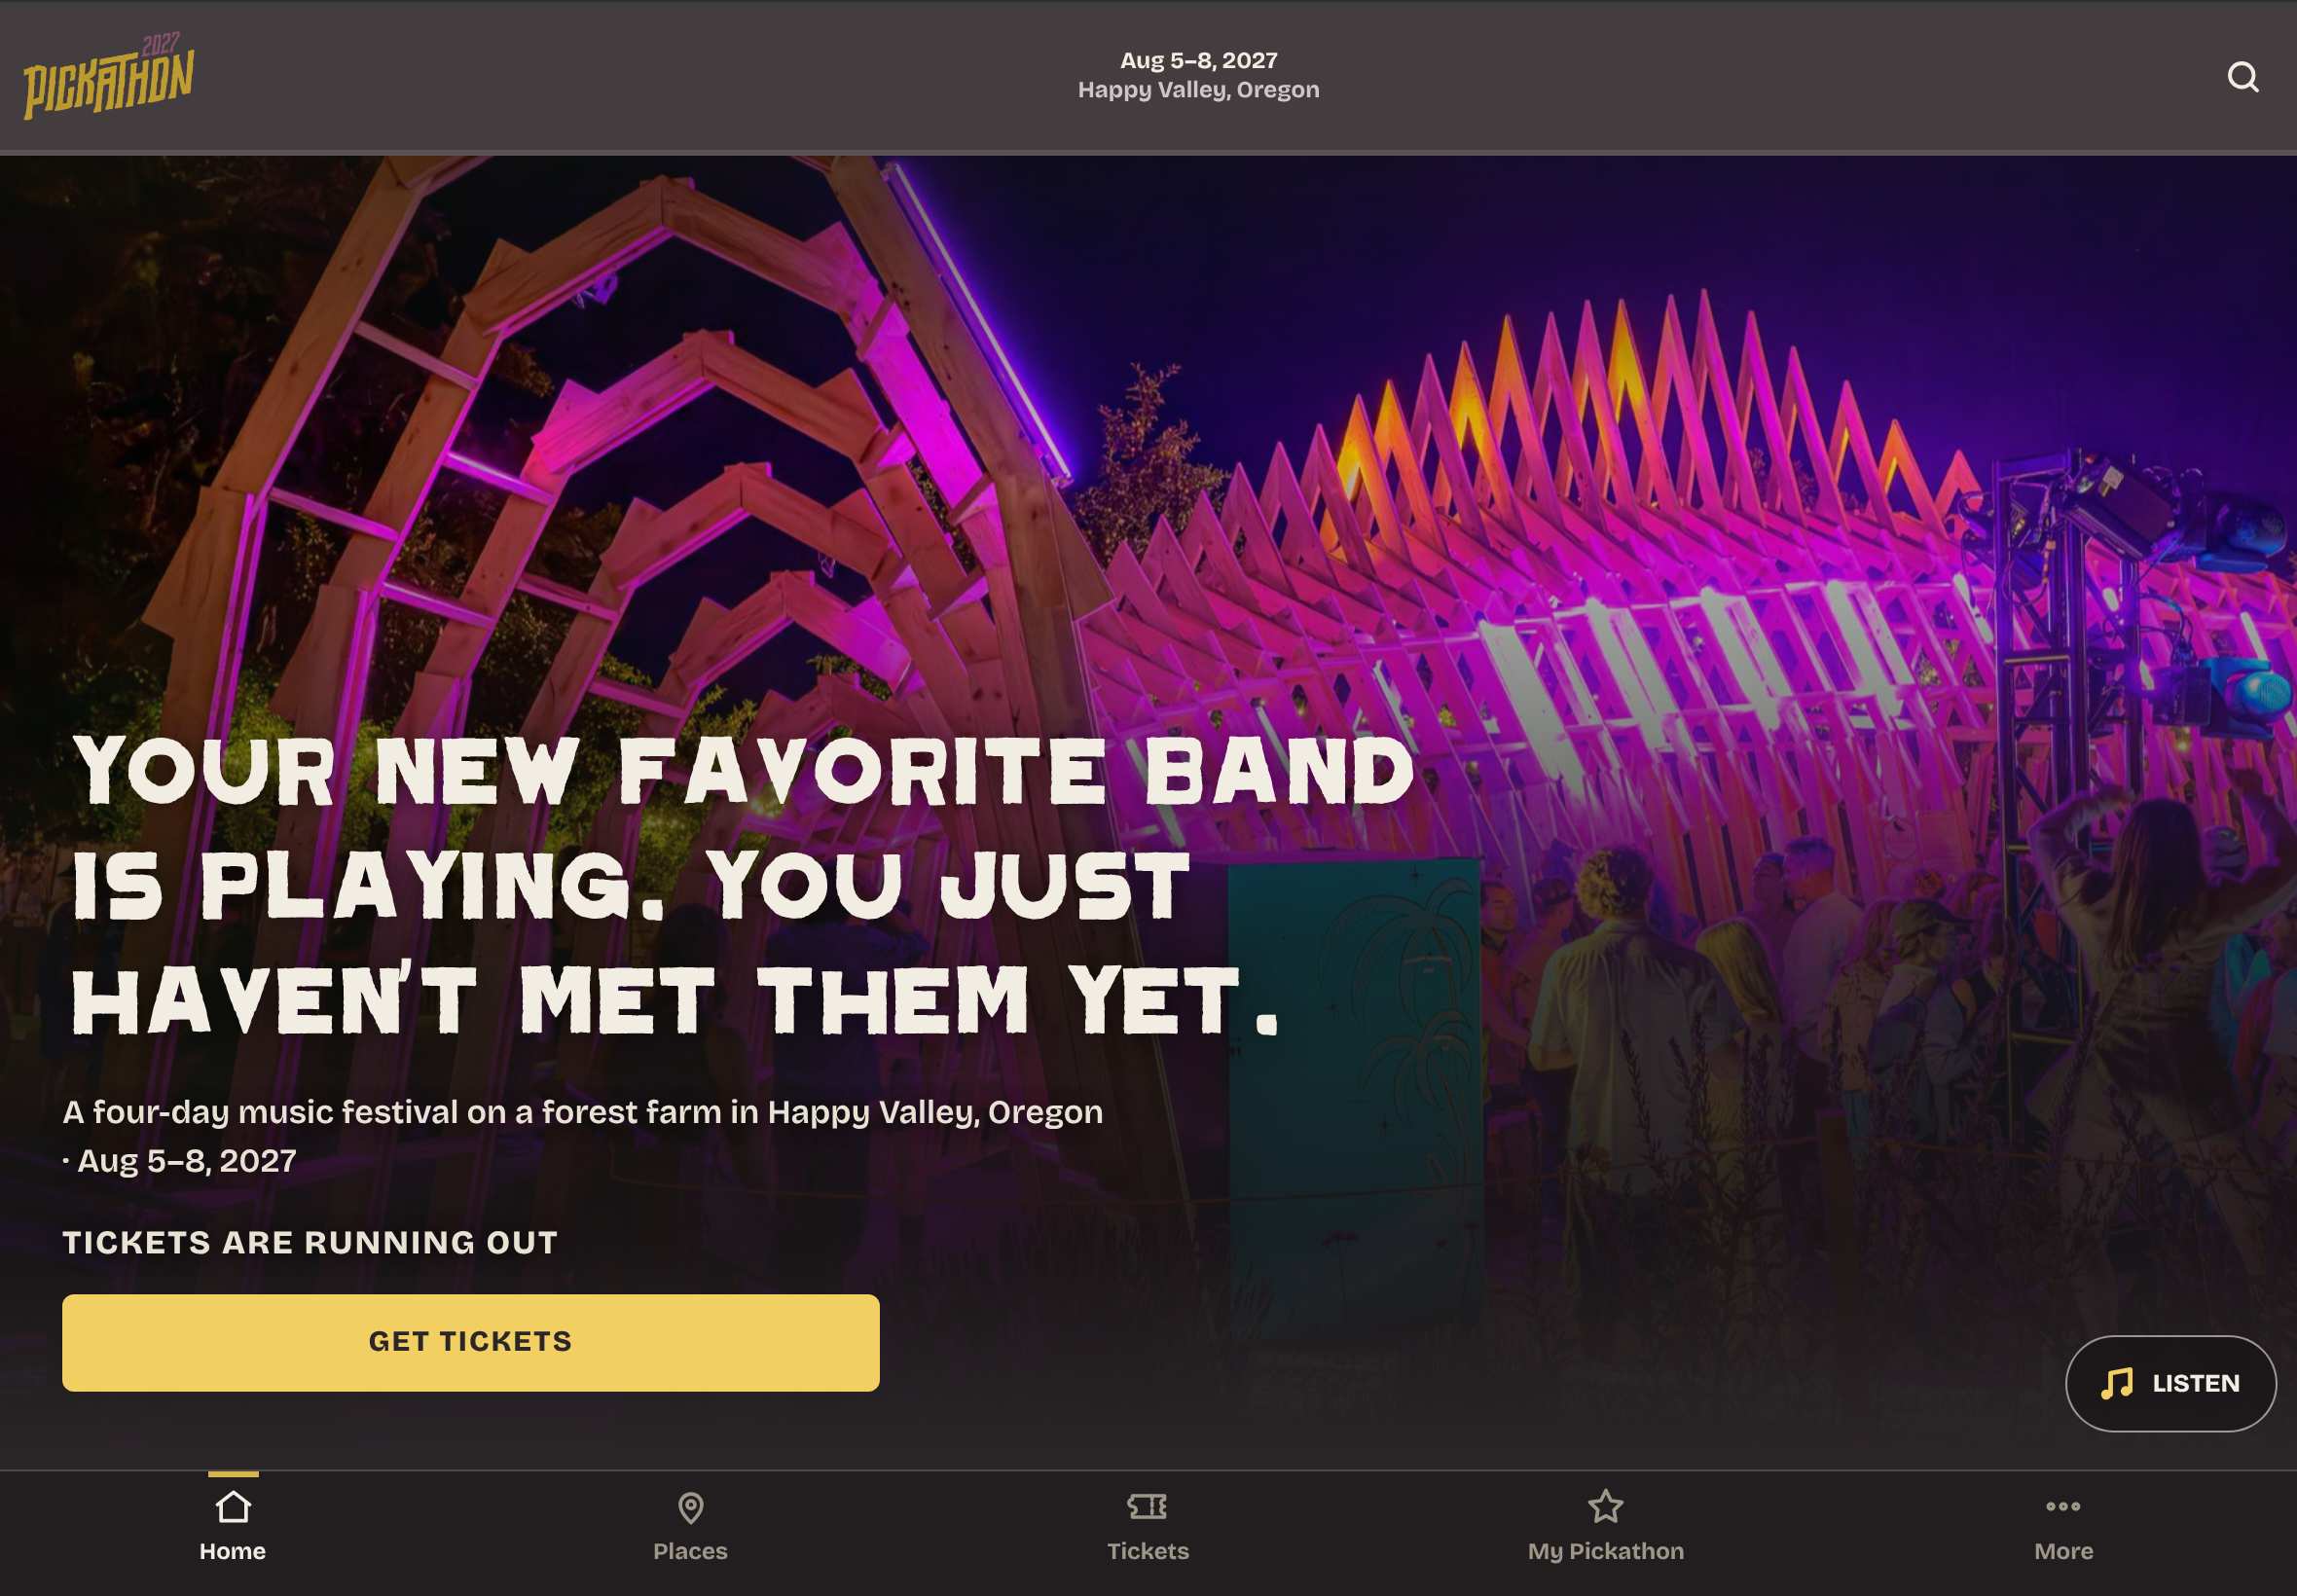 2027
PICKATHON
Aug 5–8, 2027
Happy Valley, Oregon
YOUR NEW FAVORITE BAND
IS PLAYING. YOU JUST
HAVEN'T MET THEM YET.
A four-day music festival on a forest farm in Happy Valley, Oregon
· Aug 5–8, 2027
TICKETS ARE RUNNING OUT
GET TICKETS
LISTEN
Home
Places
Tickets
My Pickathon
More